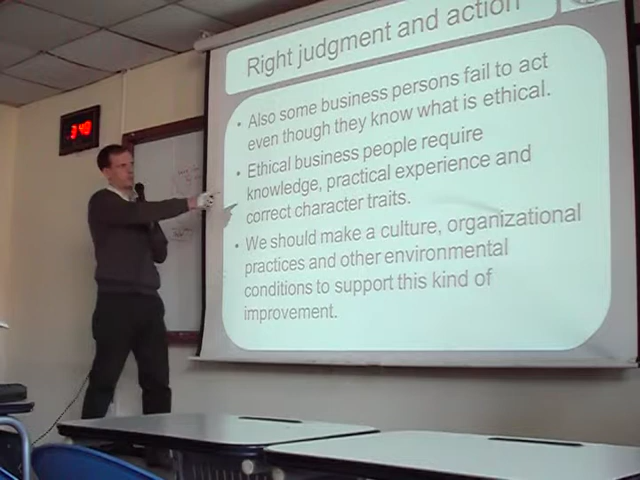 Right judgment and action
• Also some business persons fail to act
even though they know what is ethical.
• Ethical business people require
knowledge, practical experience and
correct character traits.
• We should make a culture, organizational
practices and other environmental
conditions to support this kind of
improvement.